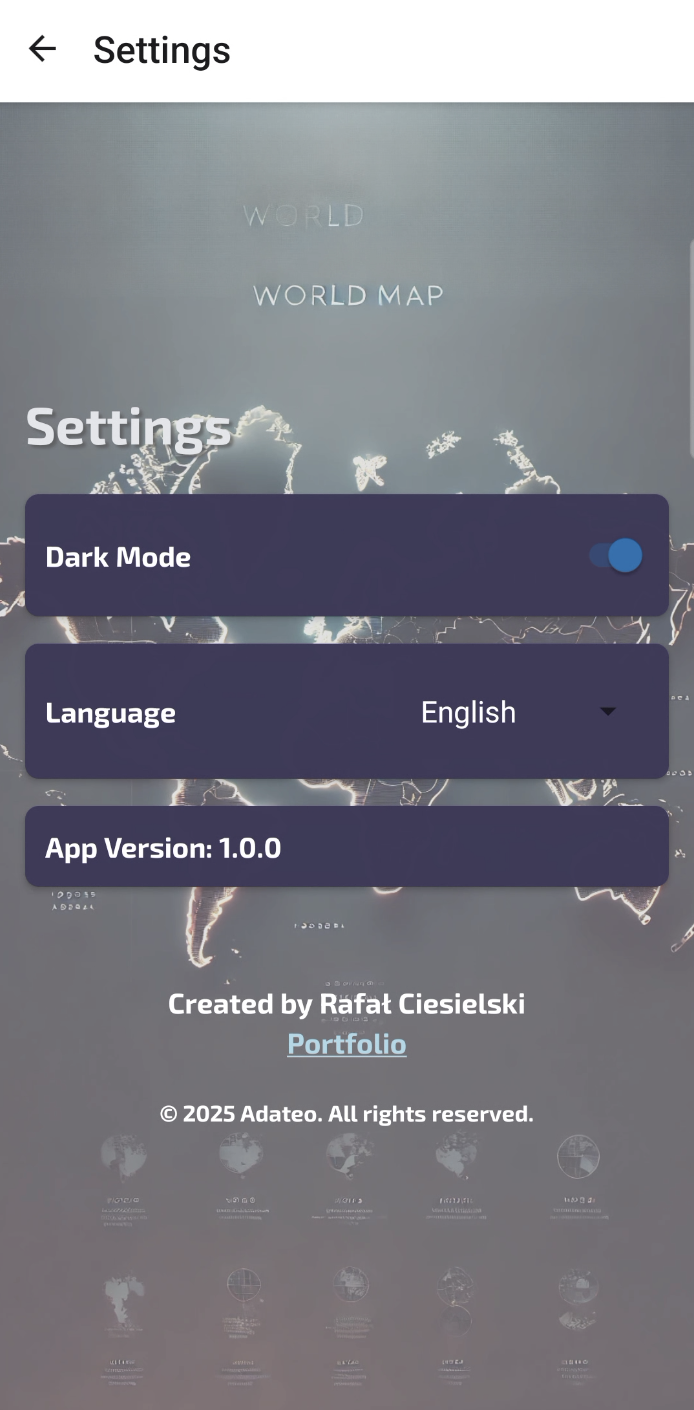 Settings
WORLD
WORLD MAP
Settings
Dark Mode
Language
English
App Version: 1.0.0
Created by Rafał Ciesielski
Portfolio
© 2025 Adateo. All rights reserved.